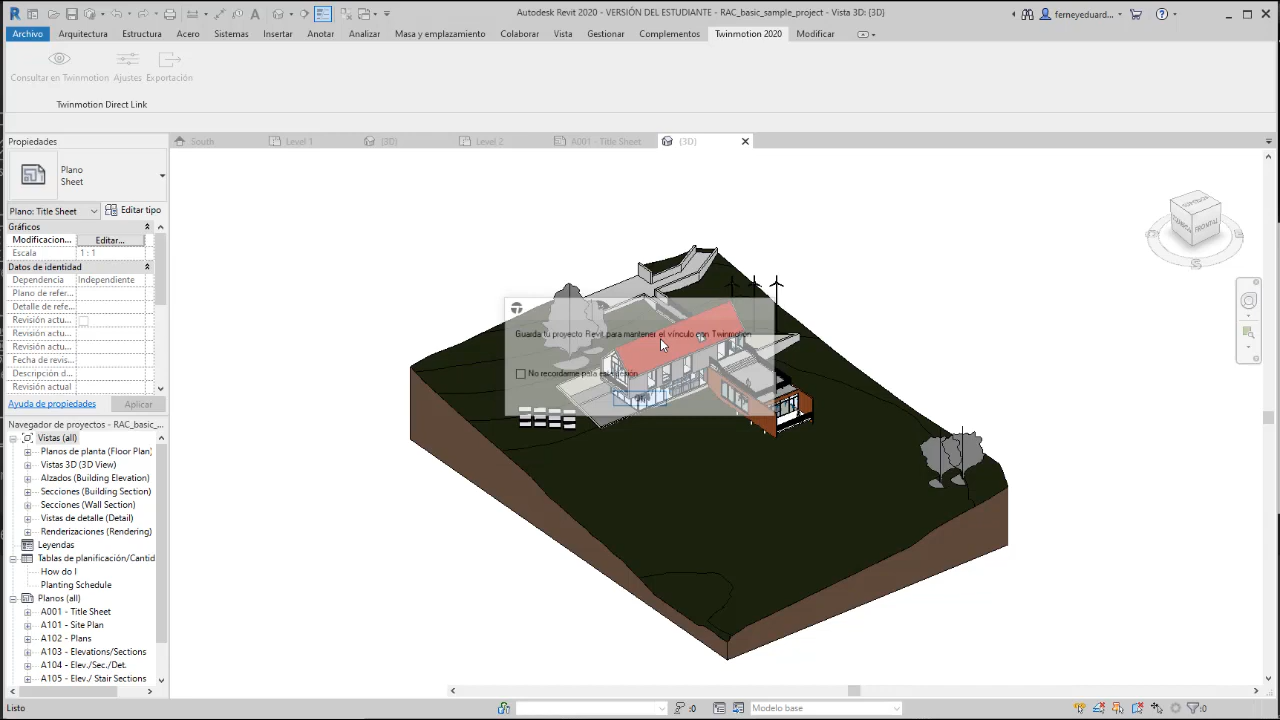 Autodesk Revit 2020 - VERSIÓN DEL ESTUDIANTE - RAC_basic_sample_project - Vista 3D: {3D}
ferneyeduard...
Archivo Arquitectura Estructura Acero Sistemas Insertar Anotar Analizar Masa y emplazamiento Colaborar Vista Gestionar Complementos Twinmotion 2020 Modificar
Consultar en Twinmotion Ajustes Exportación
Twinmotion Direct Link
Propiedades
South Level 1 {3D} Level 2 A001 - Title Sheet {3D}
Plano
Sheet
Plano: Title Sheet Editar tipo
Gráficos
Modificacion... Editar...
Escala 1 : 1
Datos de identidad
Dependencia Independiente
Plano de refer...
Detalle de refe...
Revisión actu...
Revisión actu...
Revisión actu...
Fecha de revis...
Descripción d...
Revisión actual
Ayuda de propiedades Aplicar
Guarda tu proyecto Revit para mantener el vínculo con Twinmotion
No recordarme para esta sesión
FRONTAL
Navegador de proyectos - RAC_basic_...
Vistas (all)
Planos de planta (Floor Plan)
Vistas 3D (3D View)
Alzados (Building Elevation)
Secciones (Building Section)
Secciones (Wall Section)
Vistas de detalle (Detail)
Renderizaciones (Rendering)
Leyendas
Tablas de planificación/Cantid
How do I
Planting Schedule
Planos (all)
A001 - Title Sheet
A101 - Site Plan
A102 - Plans
A103 - Elevations/Sections
A104 - Elev./Sec./Det.
A105 - Elev./ Stair Sections
Listo :0 Modelo base :0